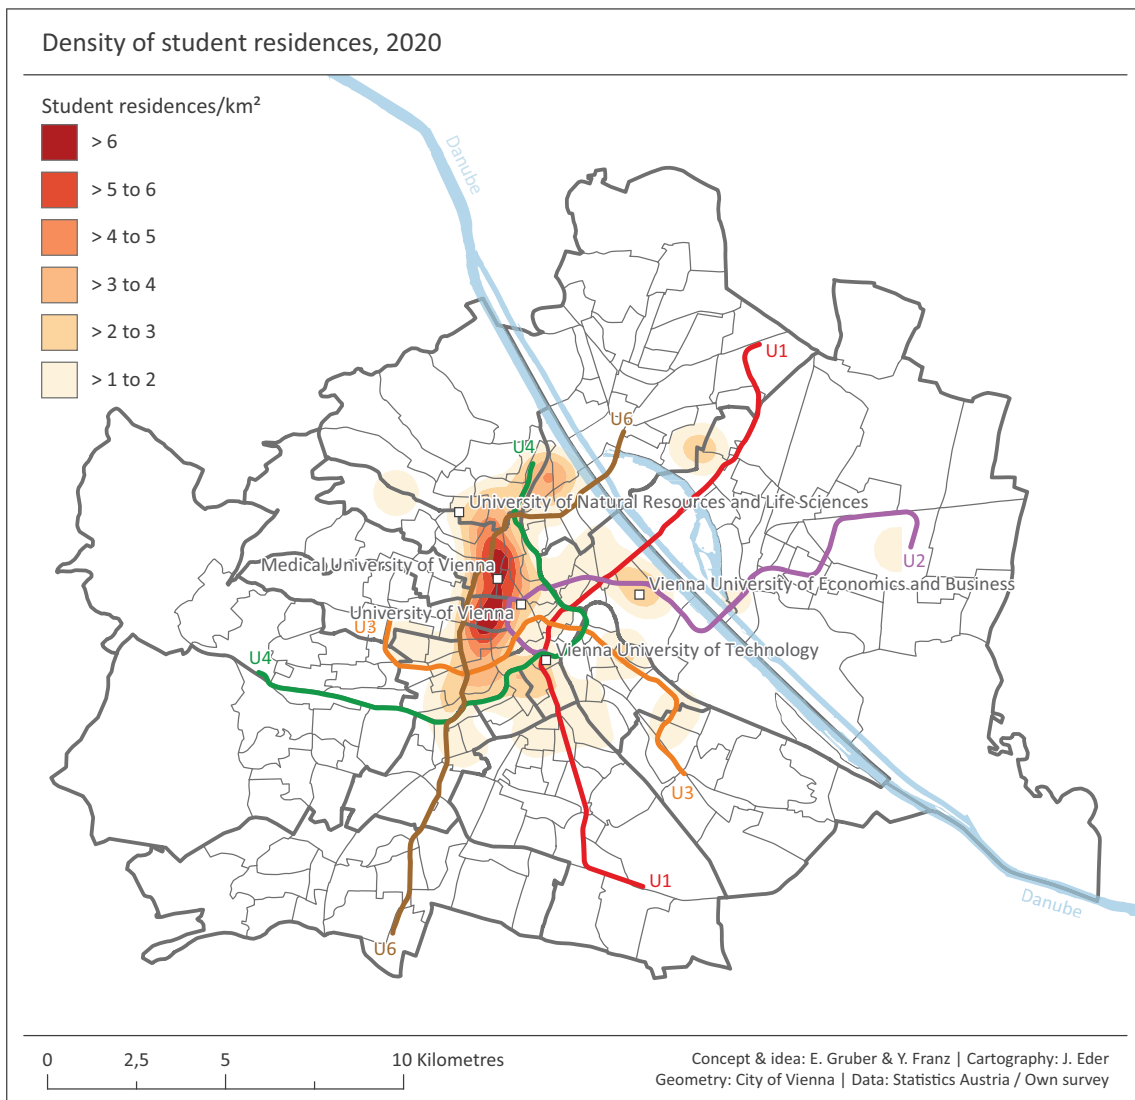 Density of student residences, 2020
Student residences/km²
> 6
> 5 to 6
> 4 to 5
> 3 to 4
> 2 to 3
> 1 to 2
Danube
U1
U6
U4
University of Natural Resources and Life Sciences
U2
Medical University of Vienna
Vienna University of Economics and Business
University of Vienna
U3
Vienna University of Technology
U4
U3
U1
Danube
U6
0 2,5 5 10 Kilometres
Concept & idea: E. Gruber & Y. Franz | Cartography: J. Eder
Geometry: City of Vienna | Data: Statistics Austria / Own survey